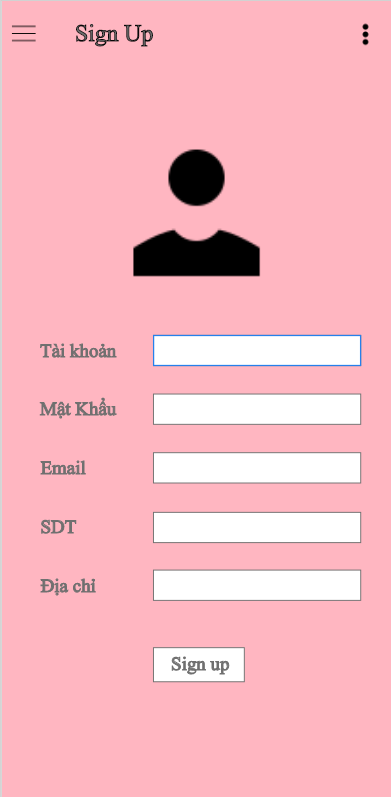 Sign Up
Tài khoản
Mật Khẩu
Email
SDT
Địa chỉ
Sign up